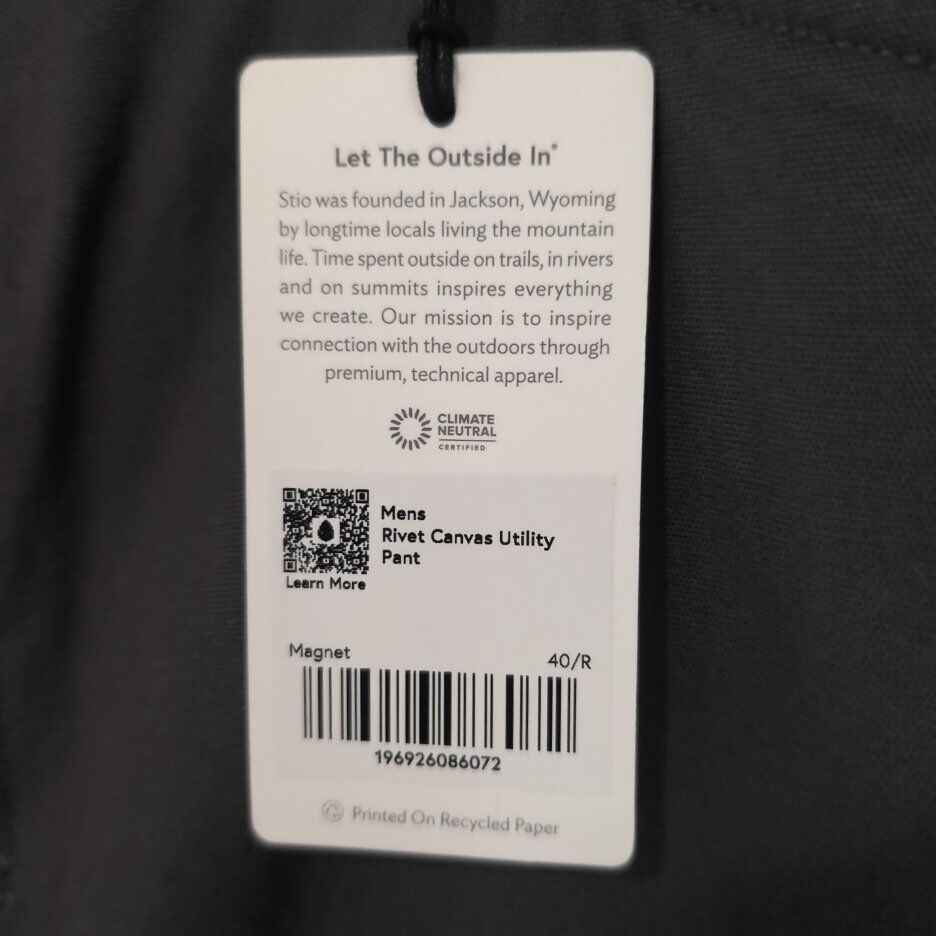 Let The Outside In®
Stio was founded in Jackson, Wyoming
by longtime locals living the mountain
life. Time spent outside on trails, in rivers
and on summits inspires everything
we create. Our mission is to inspire
connection with the outdoors through
premium, technical apparel.
CLIMATE
NEUTRAL
CERTIFIED
Mens
Rivet Canvas Utility
Pant
Learn More
Magnet
40/R
196926086072
Printed On Recycled Paper